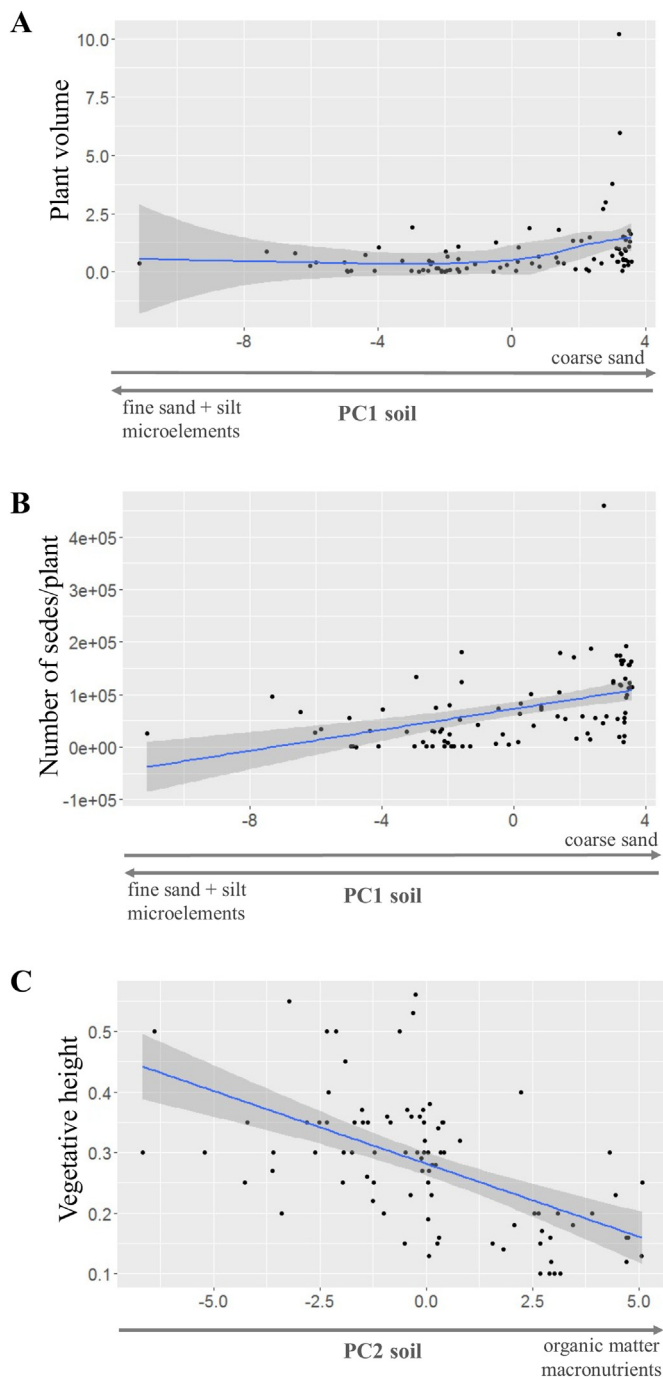 A
Plant volume
10.0
7.5
5.0
2.5
0.0
-8 -4 0 4
coarse sand
fine sand + silt
microelements
PC1 soil
B
Number of sedes/plant
4e+05
3e+05
2e+05
1e+05
0e+00
-1e+05
-8 -4 0 4
coarse sand
fine sand + silt
microelements
PC1 soil
C
Vegetative height
0.5
0.4
0.3
0.2
0.1
-5.0 -2.5 0.0 2.5 5.0
PC2 soil
organic matter
macronutrients